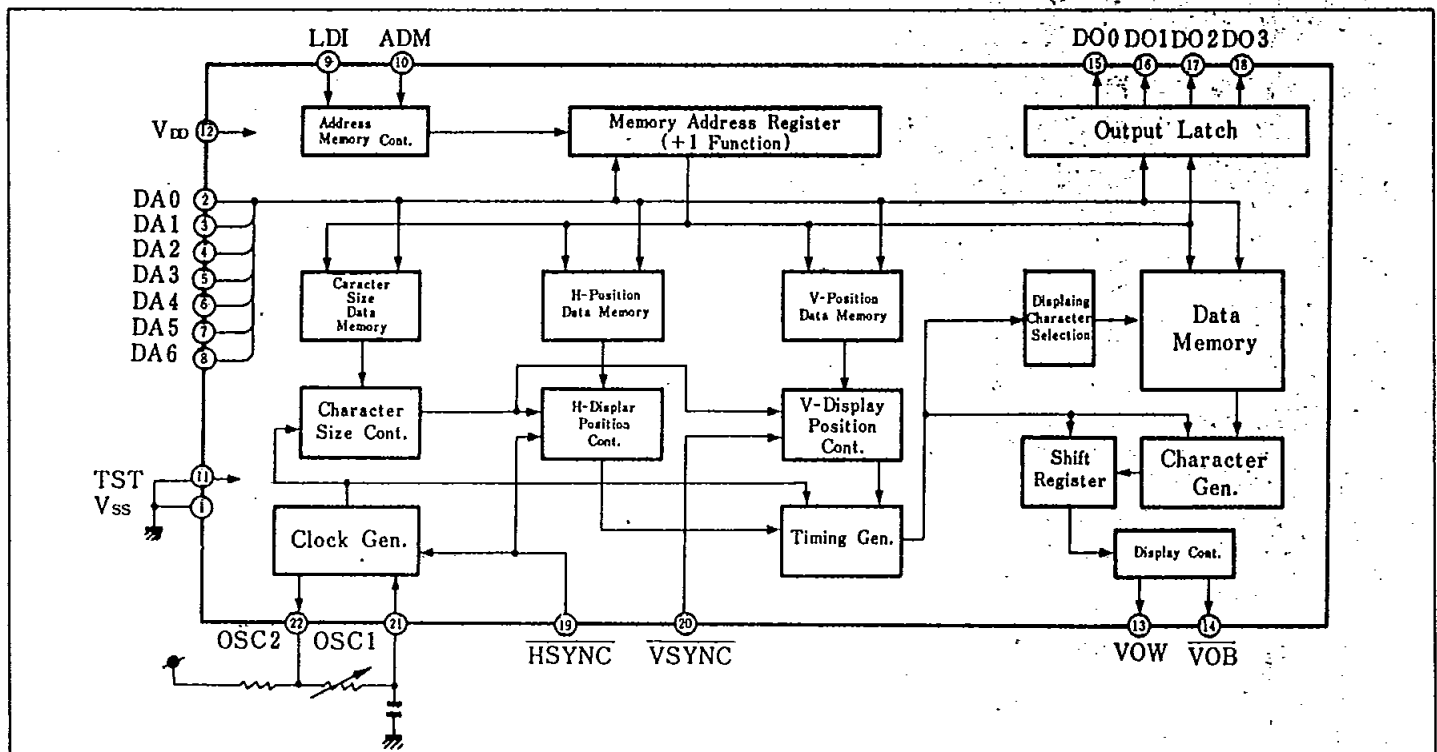 LDI ADM
DO0 DO1 DO2 DO3
9 10
15 16 17 18
VDD 12
Address
Memory Cont.
Memory Address Register
(+1 Function)
Output Latch
DA0 2
DA1 3
DA2 4
DA3 5
DA4 6
DA5 7
DA6 8
Caracter
Size
Data
Memory
H-Position
Data Memory
V-Position
Data Memory
Displaing
Character
Selection
Data
Memory
Character
Size Cont.
H-Display
Position
Cont.
V-Display
Position
Cont.
Shift
Register
Character
Gen.
TST 11
VSS 1
Clock Gen.
Timing Gen.
Display Cont.
22 21 19 20 13 14
OSC2 OSC1 HSYNC VSYNC VOW VOB